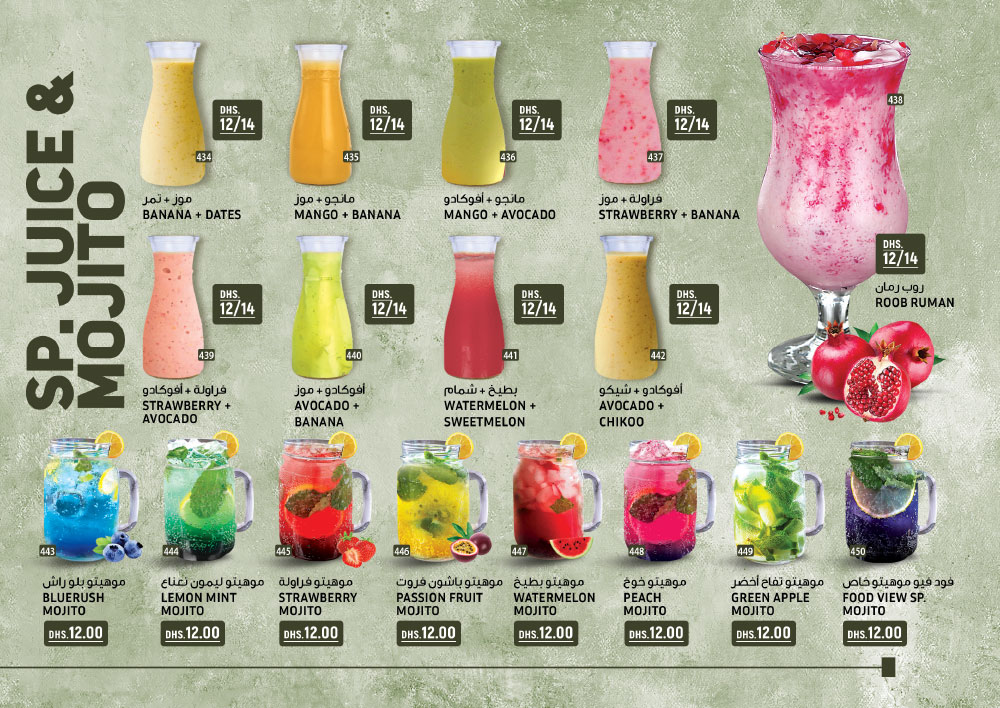 SP. JUICE &
MOJITO
434
DHS.
12/14
موز + تمر
BANANA + DATES
435
DHS.
12/14
مانجو + موز
MANGO + BANANA
436
DHS.
12/14
مانجو + أفوكادو
MANGO + AVOCADO
437
DHS.
12/14
فراولة + موز
STRAWBERRY + BANANA
438
DHS.
12/14
روب رمان
ROOB RUMAN
439
DHS.
12/14
فراولة + أفوكادو
STRAWBERRY +
AVOCADO
440
DHS.
12/14
أفوكادو + موز
AVOCADO +
BANANA
441
DHS.
12/14
بطيخ + شمام
WATERMELON +
SWEETMELON
442
DHS.
12/14
أفوكادو + شيكو
AVOCADO +
CHIKOO
443
موهيتو بلو راش
BLUERUSH
MOJITO
DHS.12.00
444
موهيتو ليمون نعناع
LEMON MINT
MOJITO
DHS.12.00
445
موهيتو فراولة
STRAWBERRY
MOJITO
DHS.12.00
446
موهيتو باشون فروت
PASSION FRUIT
MOJITO
DHS.12.00
447
موهيتو بطيخ
WATERMELON
MOJITO
DHS.12.00
448
موهيتو خوخ
PEACH
MOJITO
DHS.12.00
449
موهيتو تفاح أخضر
GREEN APPLE
MOJITO
DHS.12.00
450
فود فيو موهيتو خاص
FOOD VIEW SP.
MOJITO
DHS.12.00